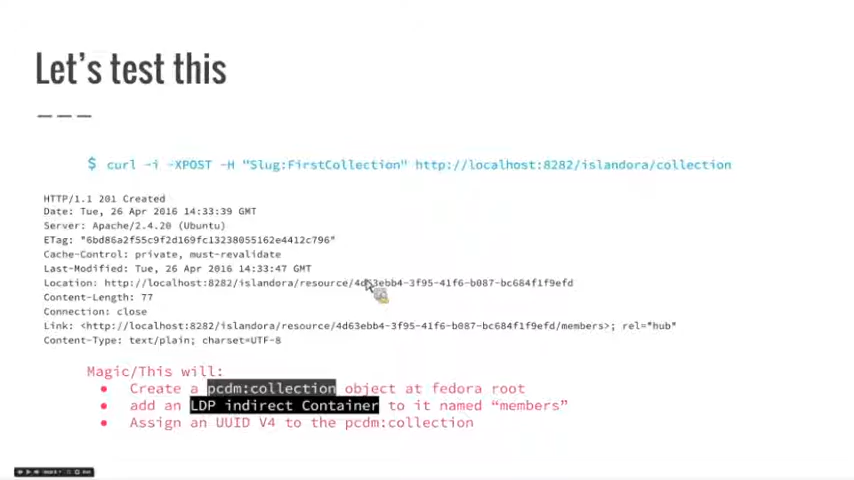 Let's test this
$ curl -i -XPOST -H "Slug:FirstCollection" http://localhost:8282/islandora/collection
HTTP/1.1 201 Created
Date: Tue, 26 Apr 2016 14:33:39 GMT
Server: Apache/2.4.20 (Ubuntu)
ETag: "6bd86a2f55c9f2d169fc13238055162e4412c796"
Cache-Control: private, must-revalidate
Last-Modified: Tue, 26 Apr 2016 14:33:47 GMT
Location: http://localhost:8282/islandora/resource/4d63ebb4-3f95-41f6-b087-bc684f1f9efd
Content-Length: 77
Connection: close
Link: <http://localhost:8282/islandora/resource/4d63ebb4-3f95-41f6-b087-bc684f1f9efd/members>; rel="hub"
Content-Type: text/plain; charset=UTF-8
Magic/This will:
● Create a pcdm:collection object at fedora root
● add an LDP indirect Container to it named “members”
● Assign an UUID V4 to the pcdm:collection